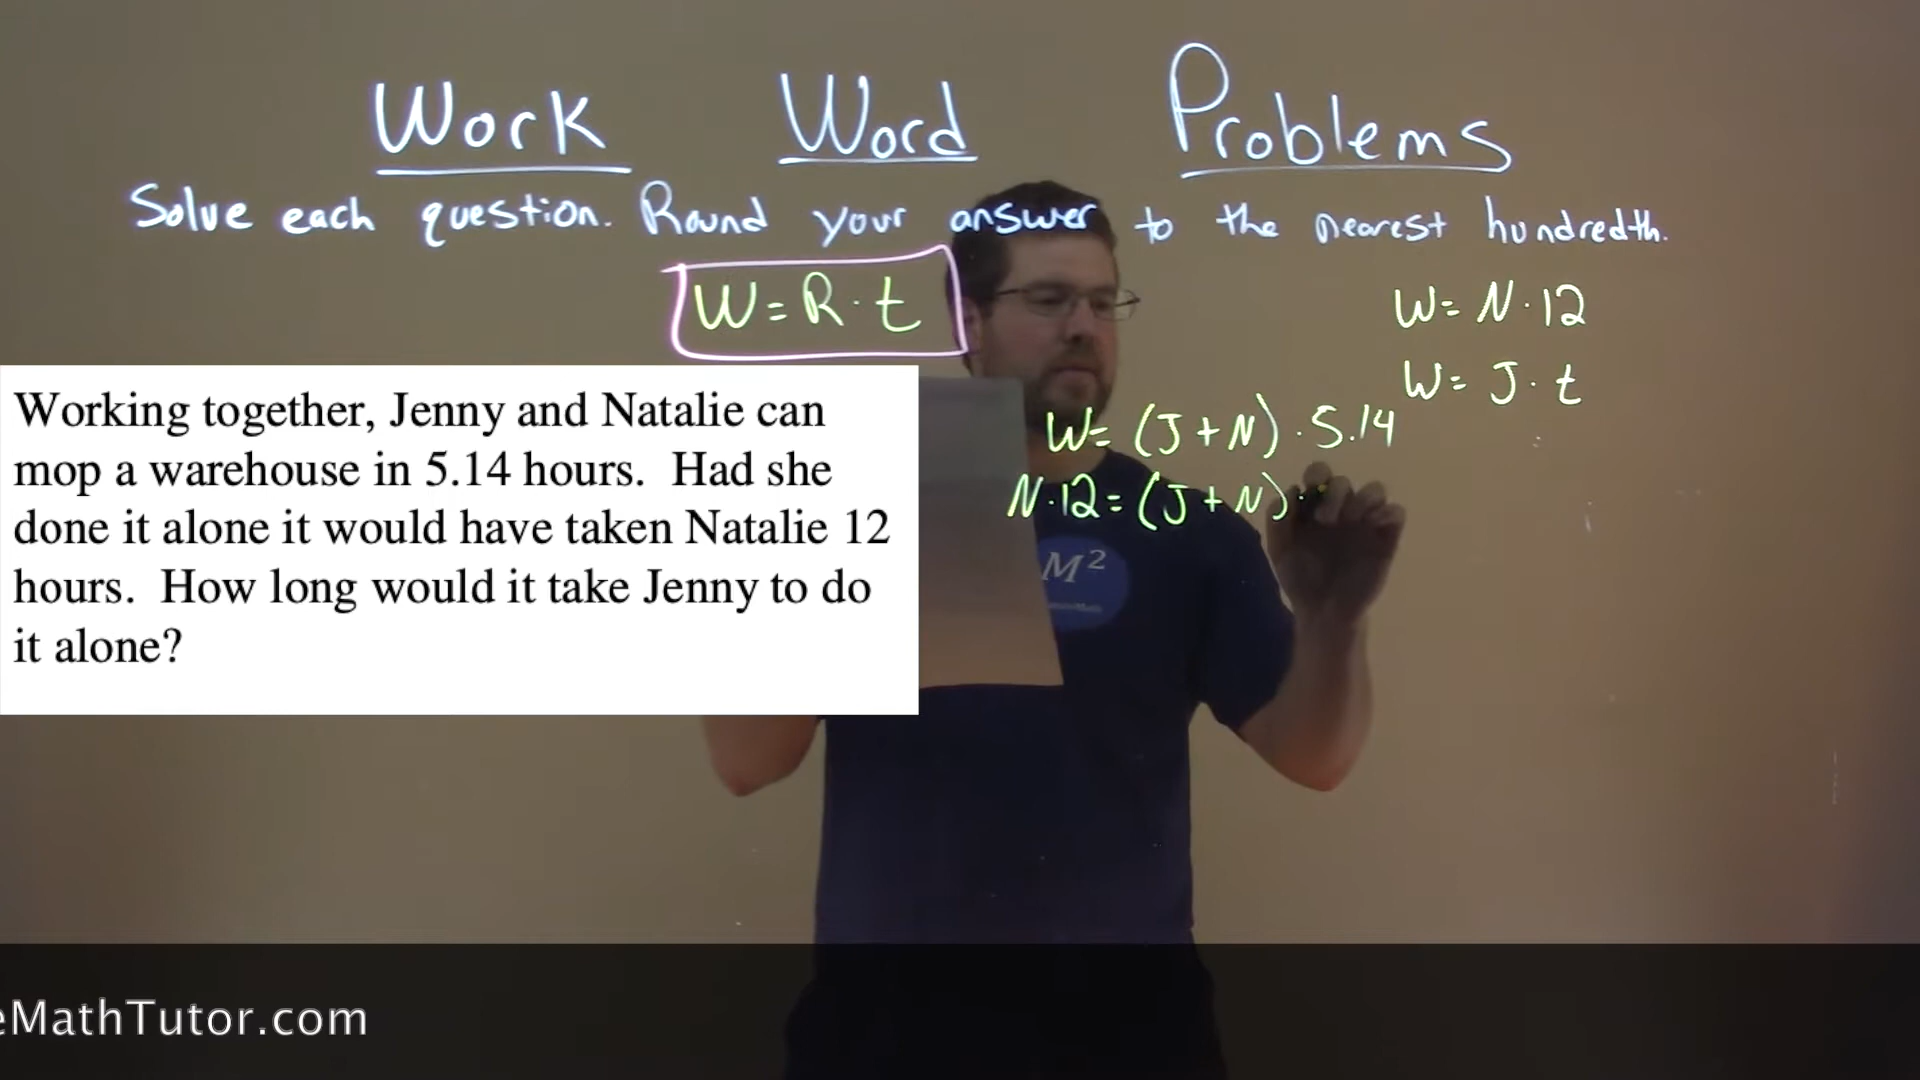 Work Word Problems
Solve each question. Round your answer to the nearest hundredth.
W = R · t
W = N · 12
W = J · t
W = (J + N) · 5.14
N · 12 = (J + N) ·
Working together, Jenny and Natalie can
mop a warehouse in 5.14 hours. Had she
done it alone it would have taken Natalie 12
hours. How long would it take Jenny to do
it alone?
M²
eMathTutor.com